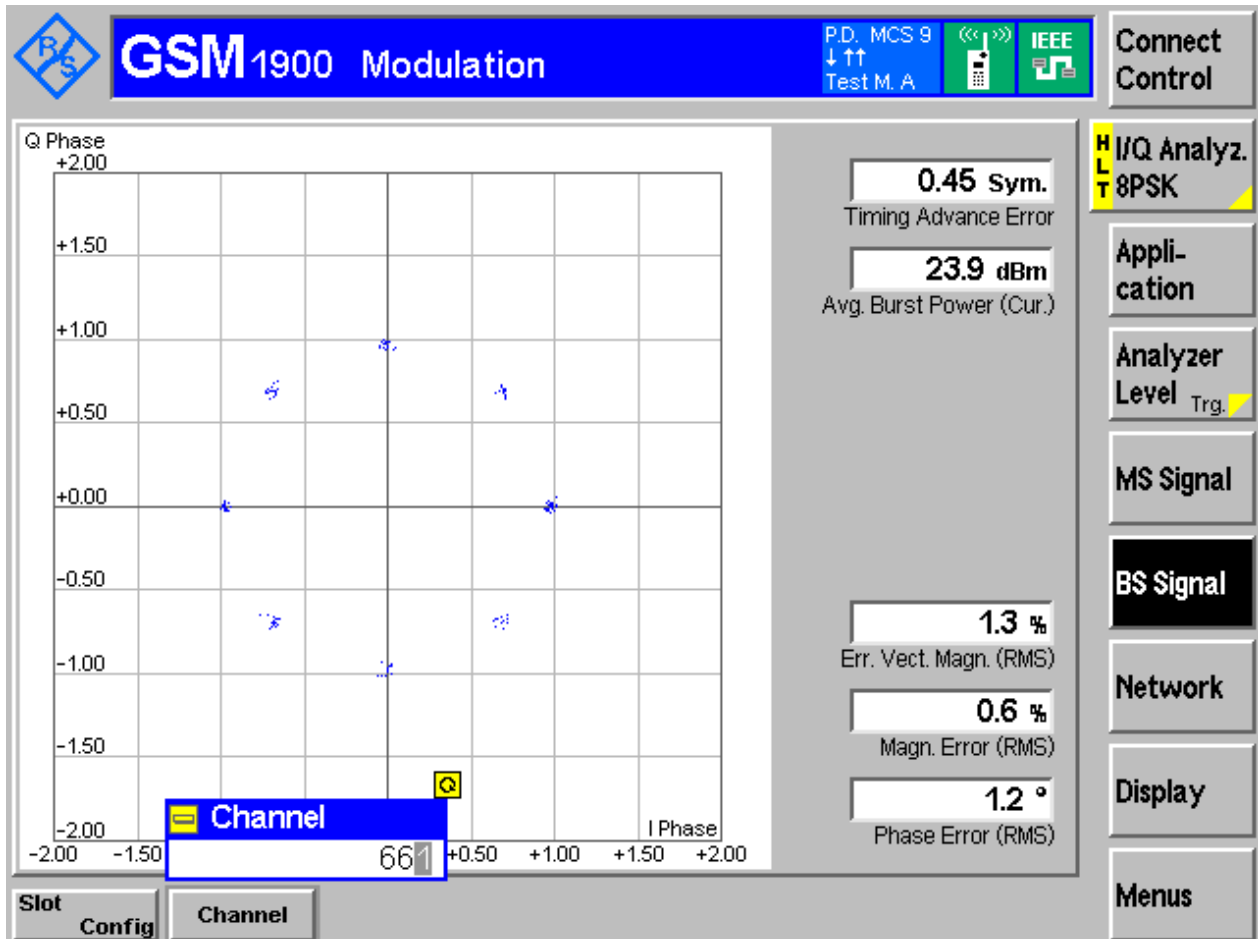 R S
GSM 1900 Modulation
P.D. MCS 9
↓ ↑↑
Test M. A
IEEE
Connect
Control
Q Phase
+2.00
+1.50
+1.00
+0.50
+0.00
-0.50
-1.00
-1.50
-2.00
-2.00 -1.50 +0.50 +1.00 +1.50 +2.00
I Phase
Q
Channel
661
0.45 Sym.
Timing Advance Error
23.9 dBm
Avg. Burst Power (Cur.)
1.3 %
Err. Vect. Magn. (RMS)
0.6 %
Magn. Error (RMS)
1.2 °
Phase Error (RMS)
HLT
I/Q Analyz.
8PSK
Appli-
cation
Analyzer
Level Trg.
MS Signal
BS Signal
Network
Display
Menus
Slot
Config
Channel